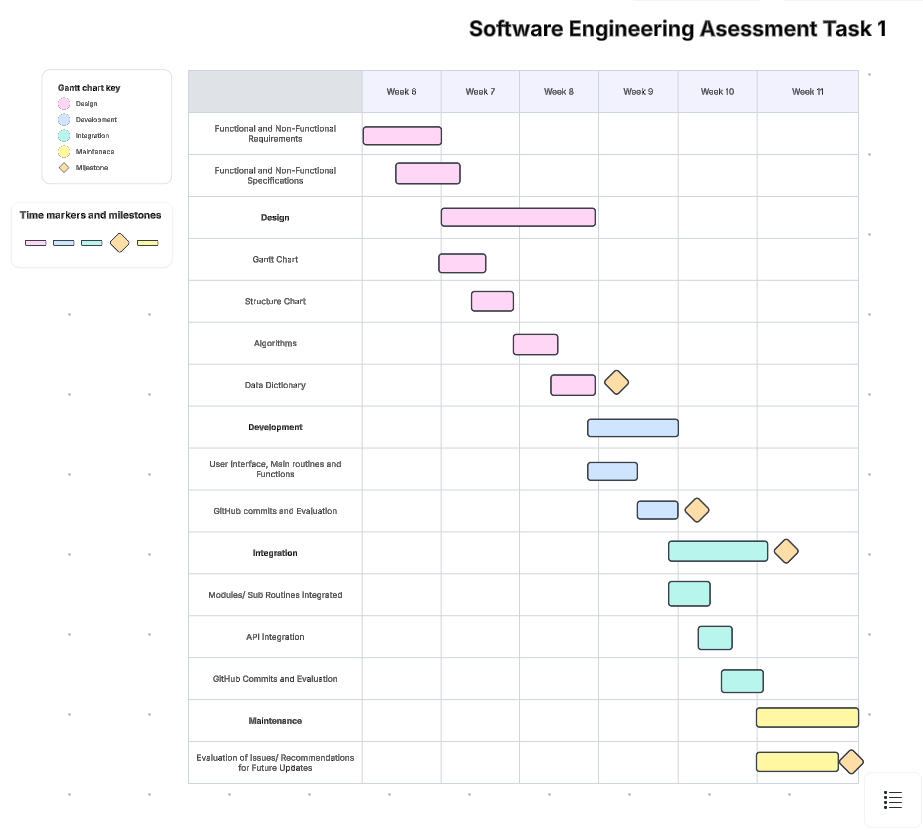 Software Engineering Asessment Task 1
Gantt chart key
Design
Development
Integration
Maintenace
Milestone
Time markers and milestones
Week 6
Week 7
Week 8
Week 9
Week 10
Week 11
Functional and Non-Functional
Requirements
Functional and Non-Functional
Specifications
Design
Gantt Chart
Structure Chart
Algorithms
Data Dictionary
Development
User Interface, Main routines and
Functions
GitHub commits and Evaluation
Integration
Modules/ Sub Routines Integrated
API Integration
GitHub Commits and Evaluation
Maintenance
Evaluation of Issues/ Recommendations
for Future Updates